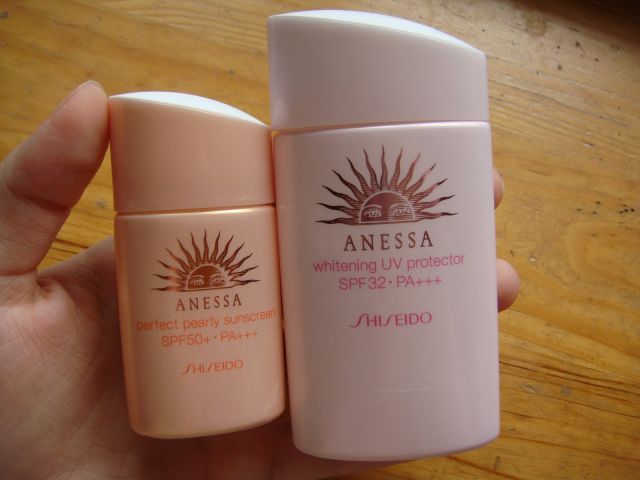 ANESSA
perfect pearly sunscreen
SPF50+・PA+++
SHISEIDO
ANESSA
whitening UV protector
SPF32・PA+++
SHISEIDO